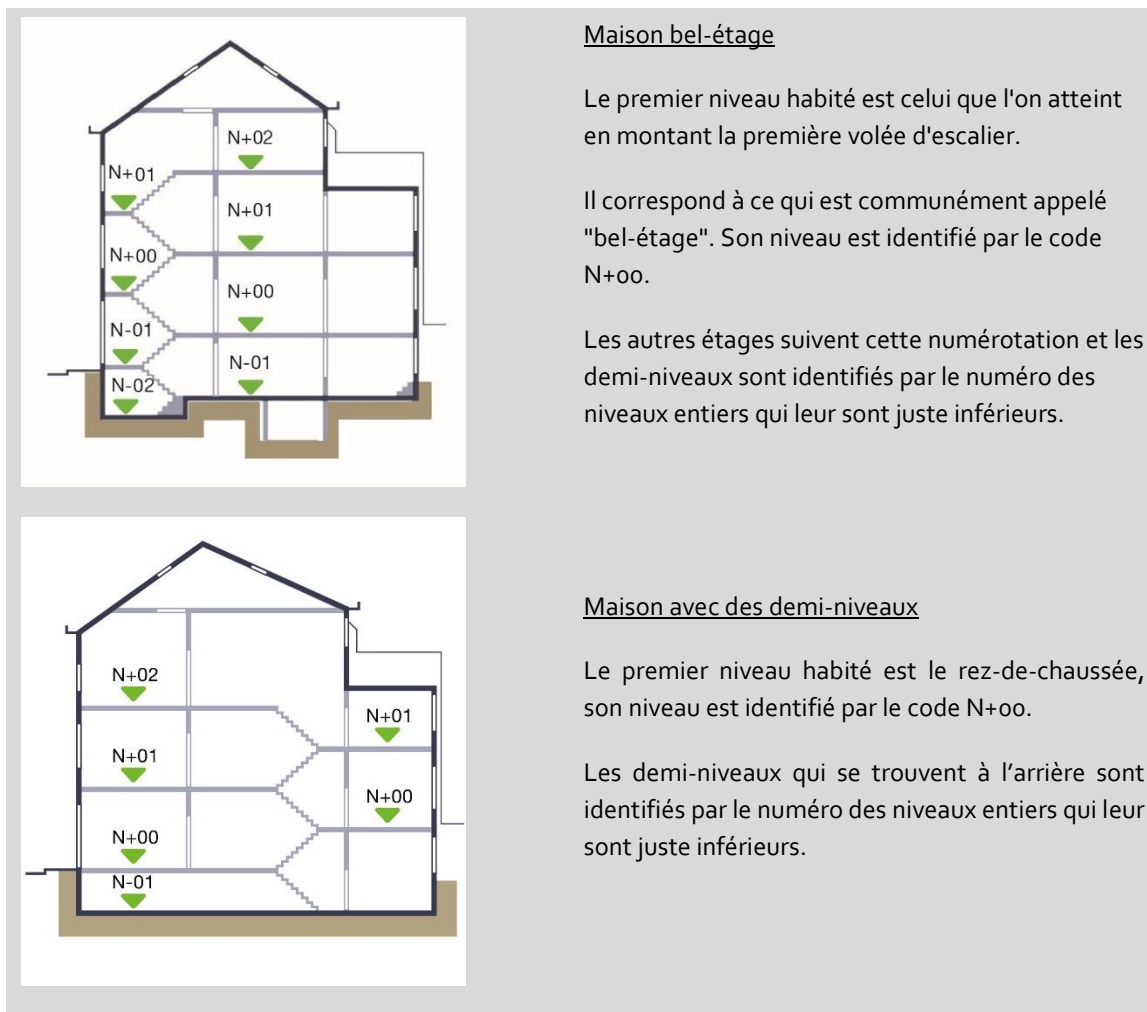 Maison bel-étage
Le premier niveau habité est celui que l'on atteint
en montant la première volée d'escalier.
Il correspond à ce qui est communément appelé
"bel-étage". Son niveau est identifié par le code
N+00.
Les autres étages suivent cette numérotation et les
demi-niveaux sont identifiés par le numéro des
niveaux entiers qui leur sont juste inférieurs.
N+02
N+01
N+01
N+00
N+00
N-01
N-01
N-02
Maison avec des demi-niveaux
Le premier niveau habité est le rez-de-chaussée,
son niveau est identifié par le code N+00.
Les demi-niveaux qui se trouvent à l’arrière sont
identifiés par le numéro des niveaux entiers qui leur
sont juste inférieurs.
N+02
N+01
N+01
N+00
N+00
N-01